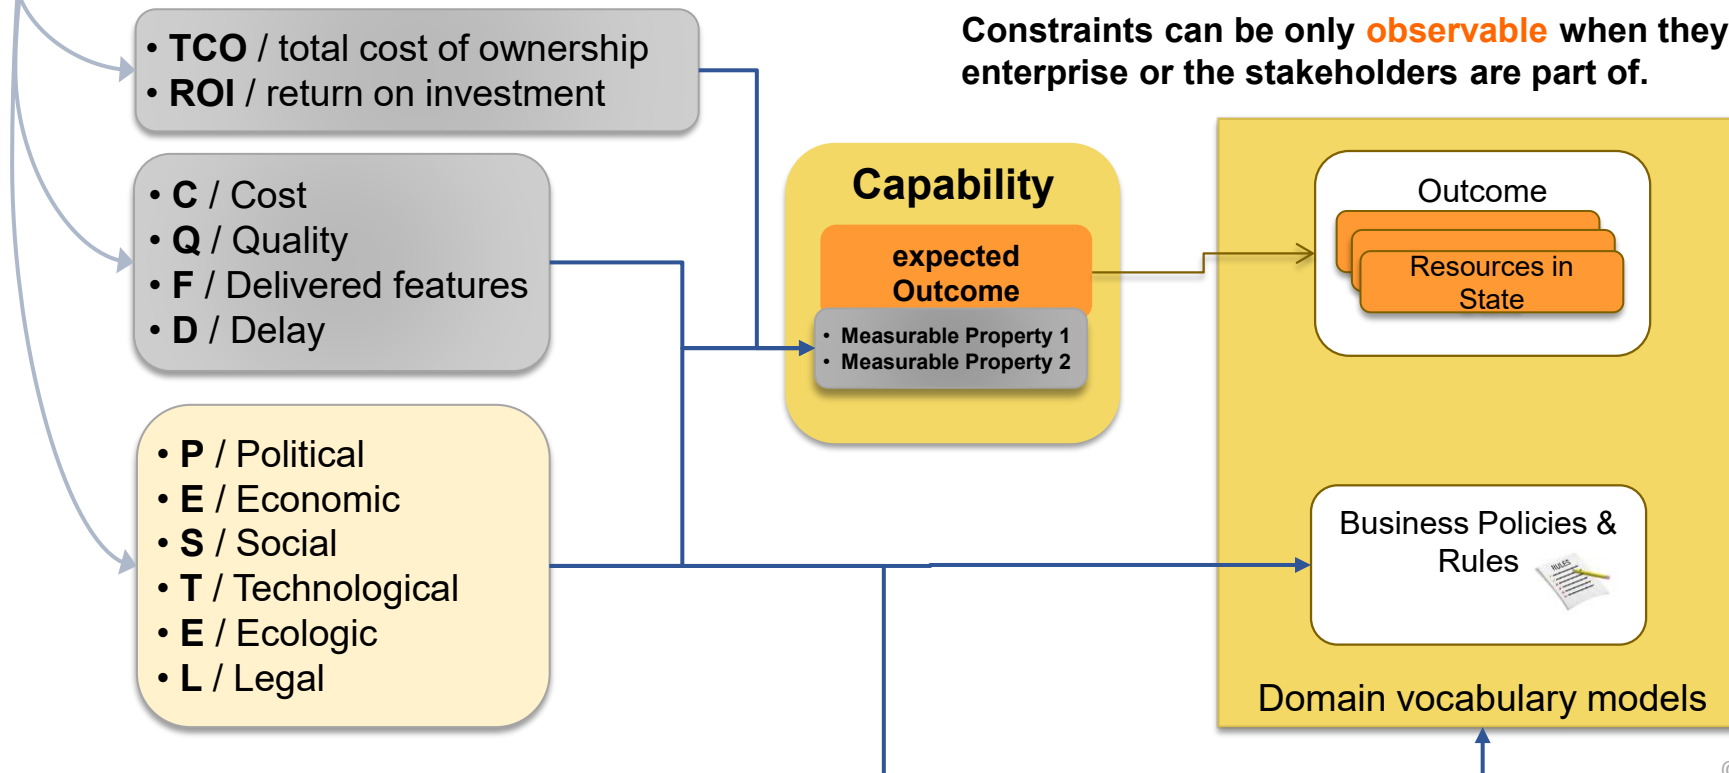 • TCO / total cost of ownership
• ROI / return on investment
• C / Cost
• Q / Quality
• F / Delivered features
• D / Delay
• P / Political
• E / Economic
• S / Social
• T / Technological
• E / Ecologic
• L / Legal
Constraints can be only observable when they
enterprise or the stakeholders are part of.
Capability
expected
Outcome
• Measurable Property 1
• Measurable Property 2
Outcome
Resources in
State
Business Policies &
Rules
RULES
Domain vocabulary models